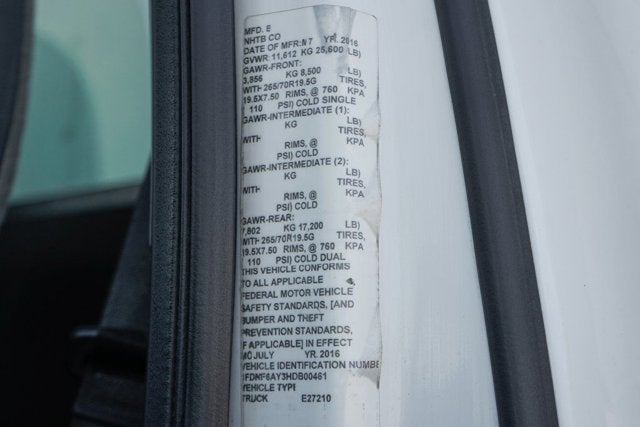 MFD. E
NHTB CO
DATE OF MFR: M 7 YR. 2016
GVWR: 11,612 KG 25,600 LB)
GAWR-FRONT:
3,856 KG 8,500 LB)
WITH 265/70R19.5G TIRES,
19.5X7.50 RIMS, @ 760 KPA
110 PSI) COLD SINGLE
GAWR-INTERMEDIATE (1):
KG LB)
WITH TIRES,
RIMS, @ KPA
PSI) COLD
GAWR-INTERMEDIATE (2):
KG LB)
WITH TIRES,
RIMS, @ KPA
PSI) COLD
GAWR-REAR:
7,802 KG 17,200 LB)
WITH 265/70R19.5G TIRES,
19.5X7.50 RIMS, @ 760 KPA
110 PSI) COLD DUAL
THIS VEHICLE CONFORMS
TO ALL APPLICABLE
FEDERAL MOTOR VEHICLE
SAFETY STANDARDS, [AND
BUMPER AND THEFT
PREVENTION STANDARDS,
IF APPLICABLE] IN EFFECT
MO JULY YR. 2016
VEHICLE IDENTIFICATION NUMBE
FDNF6AY3HDB00461
VEHICLE TYPE
TRUCK E27210